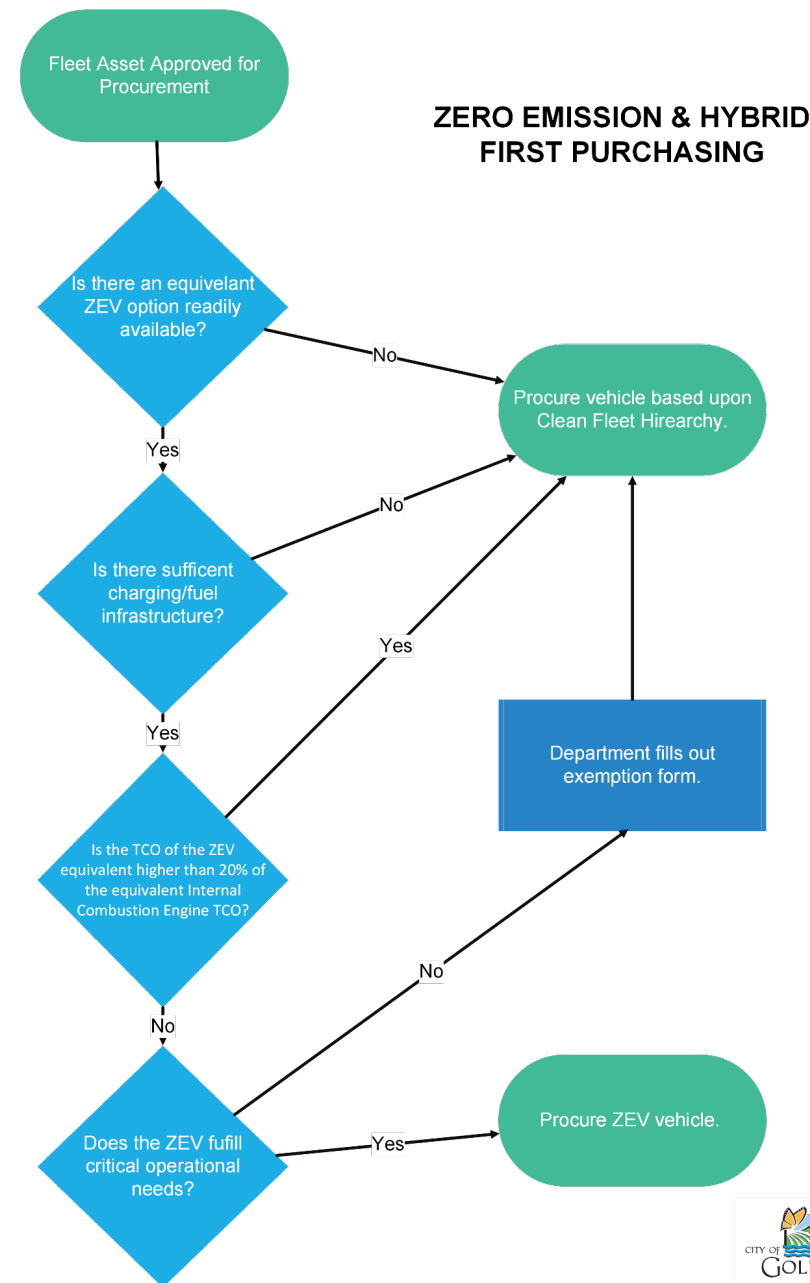 Fleet Asset Approved for
Procurement
ZERO EMISSION & HYBRID
FIRST PURCHASING
Is there an equivelant
ZEV option readily
available?
No
Procure vehicle based upon
Clean Fleet Hirearchy.
Yes
No
Is there sufficent
charging/fuel
infrastructure?
Yes
Yes
Department fills out
exemption form.
Is the TCO of the ZEV
equivalent higher than 20% of
the equivalent Internal
Combustion Engine TCO?
No
No
Does the ZEV fufill
critical operational
needs?
Yes
Procure ZEV vehicle.
CITY OF